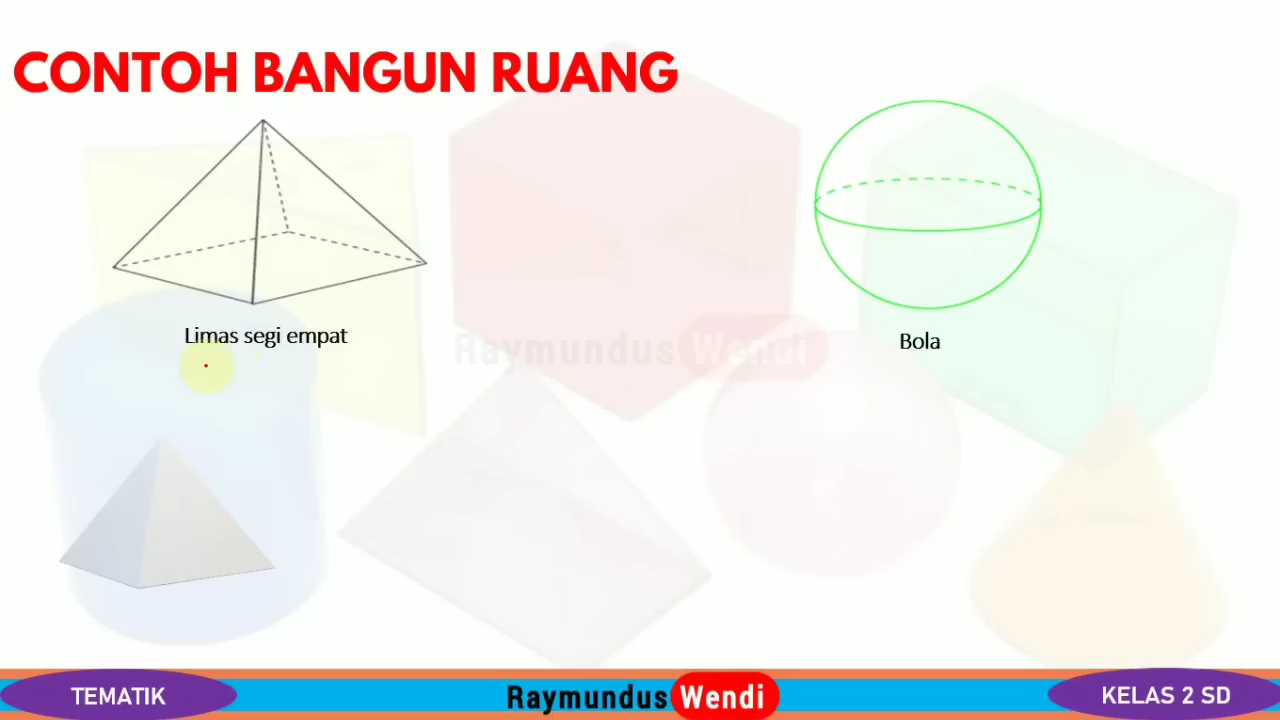 CONTOH BANGUN RUANG
Limas segi empat
Bola
Raymundus Wendi
TEMATIK
Raymundus Wendi
KELAS 2 SD